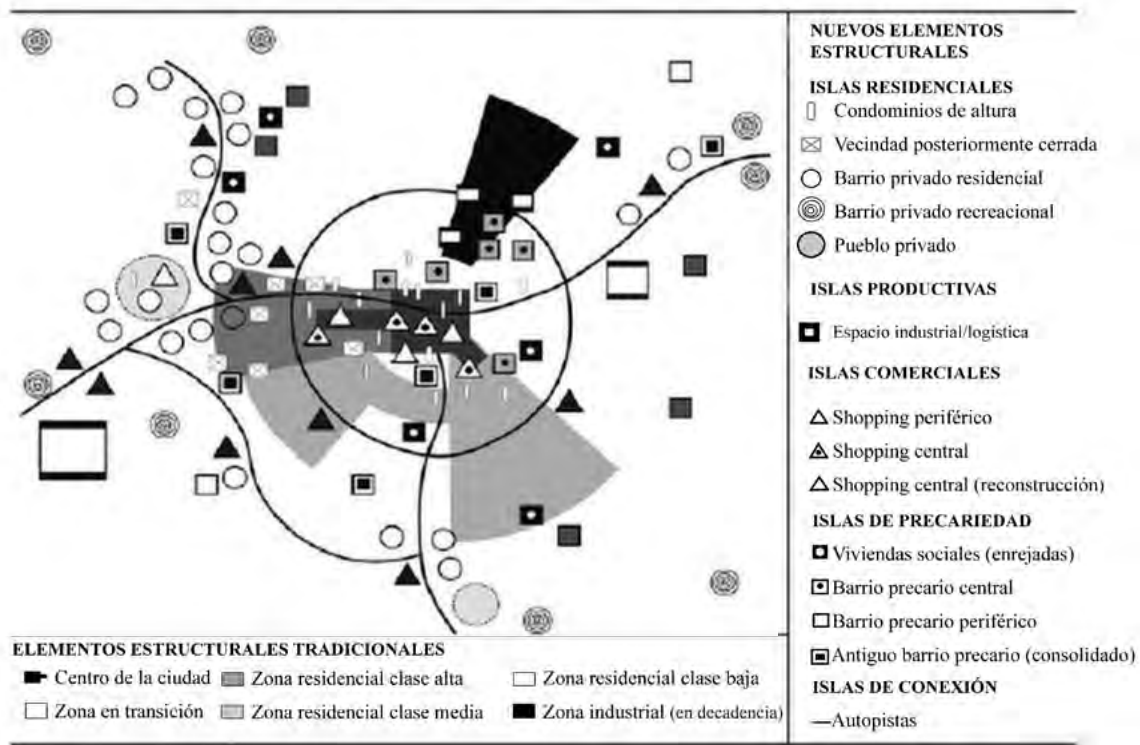 NUEVOS ELEMENTOS
ESTRUCTURALES
ISLAS RESIDENCIALES
Condominios de altura
Vecindad posteriormente cerrada
Barrio privado residencial
Barrio privado recreacional
Pueblo privado
ISLAS PRODUCTIVAS
Espacio industrial/logística
ISLAS COMERCIALES
Shopping periférico
Shopping central
Shopping central (reconstrucción)
ISLAS DE PRECARIEDAD
Viviendas sociales (enrejadas)
Barrio precario central
Barrio precario periférico
Antiguo barrio precario (consolidado)
ISLAS DE CONEXIÓN
Autopistas
ELEMENTOS ESTRUCTURALES TRADICIONALES
Centro de la ciudad Zona residencial clase alta Zona residencial clase baja
Zona en transición Zona residencial clase media Zona industrial (en decadencia)